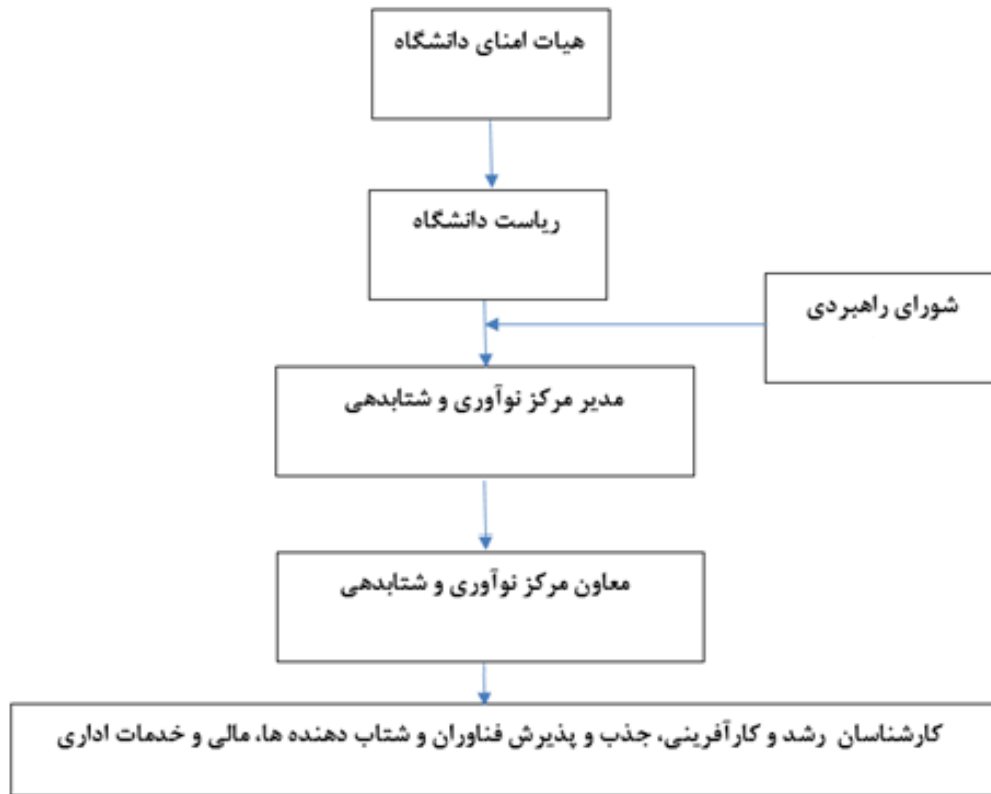 هیات امنای دانشگاه
ریاست دانشگاه
شورای راهبردی
مدیر مرکز نوآوری و شتابدهی
معاون مرکز نوآوری و شتابدهی
کارشناسان رشد و کارآفرینی، جذب و پذیرش فناوران و شتاب دهنده ها، مالی و خدمات اداری